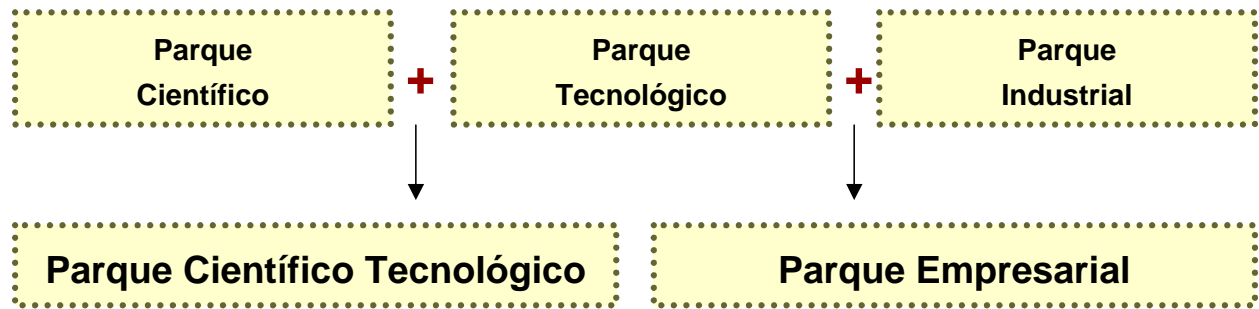 Parque
Científico
+
Parque
Tecnológico
+
Parque
Industrial
Parque Científico Tecnológico
Parque Empresarial